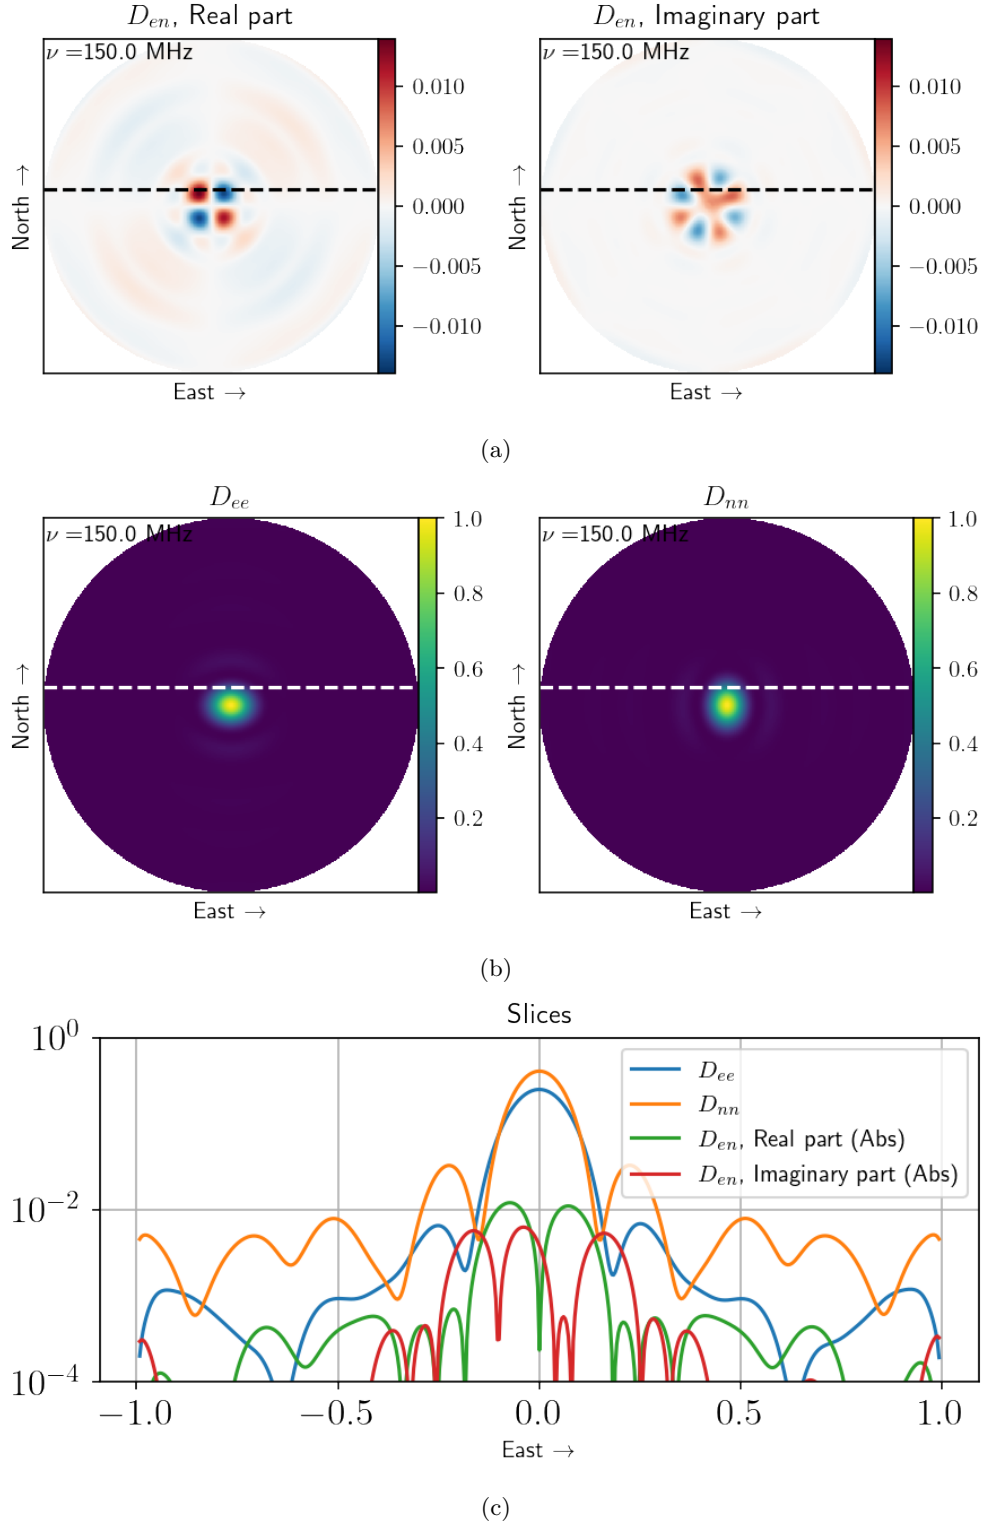 D_en, Real part
D_en, Imaginary part
ν =150.0 MHz
0.010
0.005
0.000
−0.005
−0.010
North →
East →
ν =150.0 MHz
0.010
0.005
0.000
−0.005
−0.010
North →
East →
(a)
D_ee
D_nn
ν =150.0 MHz
1.0
0.8
0.6
0.4
0.2
North →
East →
ν =150.0 MHz
1.0
0.8
0.6
0.4
0.2
North →
East →
(b)
Slices
10^0
10^−2
10^−4
D_ee
D_nn
D_en, Real part (Abs)
D_en, Imaginary part (Abs)
−1.0
−0.5
0.0
0.5
1.0
East →
(c)